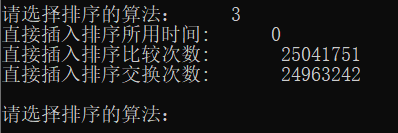 请选择排序的算法： 3
直接插入排序所用时间： 0
直接插入排序比较次数： 25041751
直接插入排序交换次数： 24963242
请选择排序的算法：